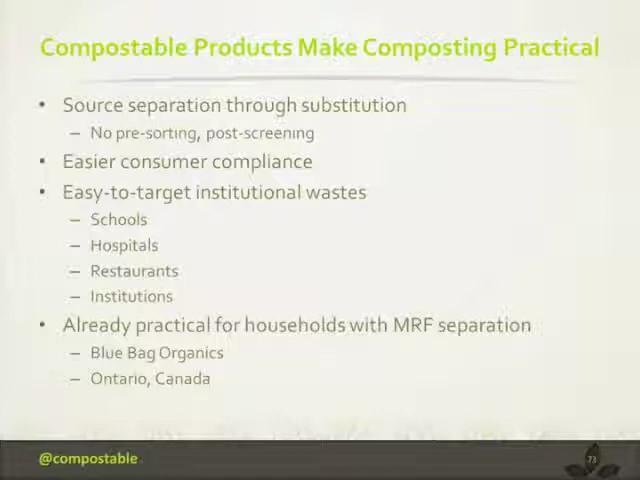 Compostable Products Make Composting Practical
• Source separation through substitution
– No pre-sorting, post-screening
• Easier consumer compliance
• Easy-to-target institutional wastes
– Schools
– Hospitals
– Restaurants
– Institutions
• Already practical for households with MRF separation
– Blue Bag Organics
– Ontario, Canada
@compostable
73